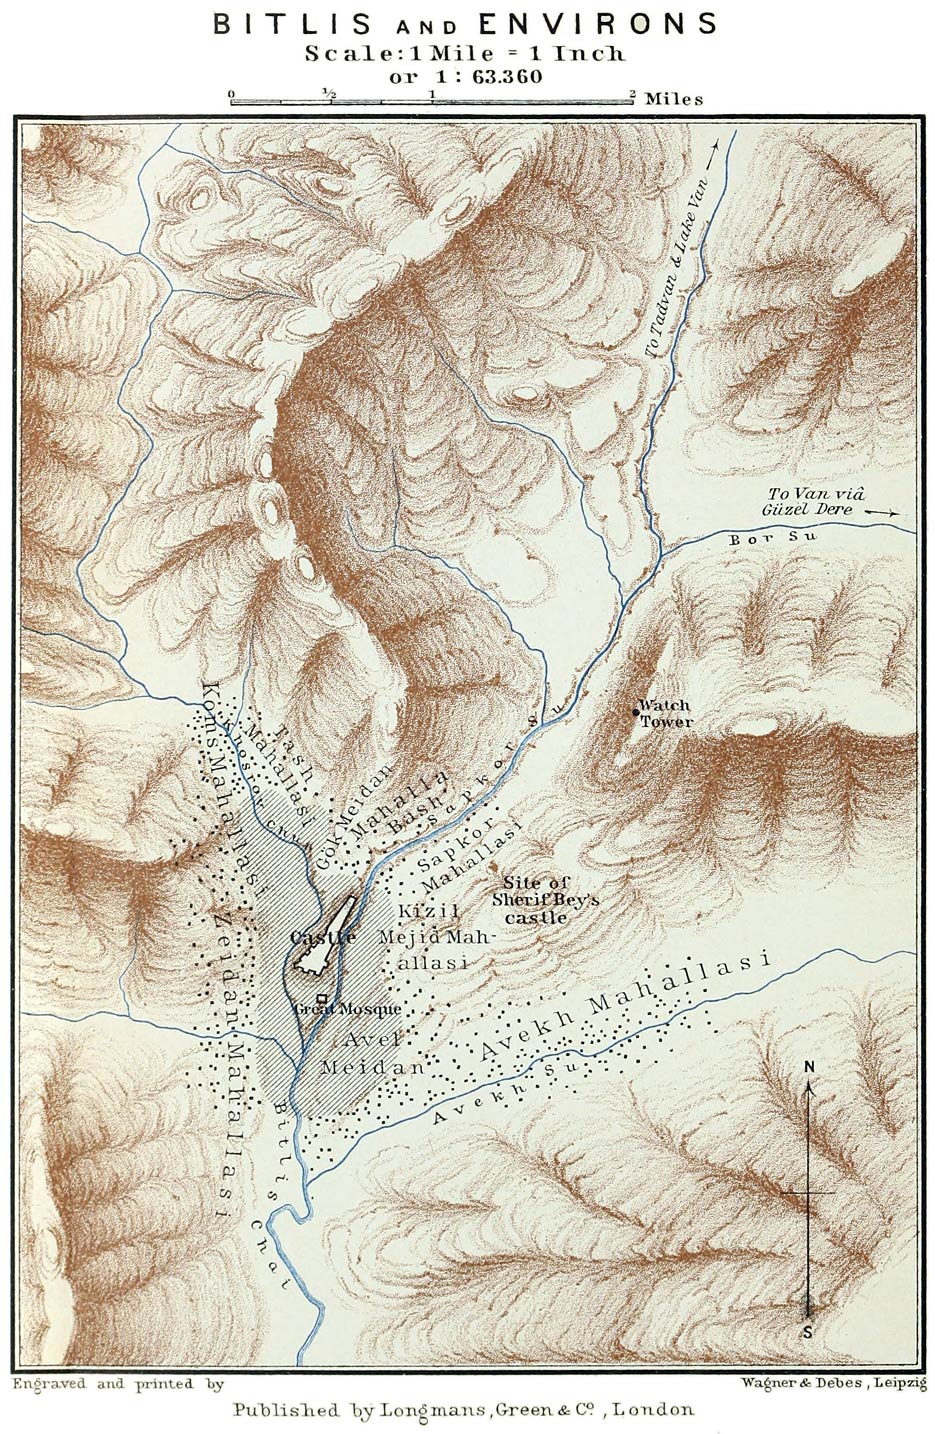 BITLIS AND ENVIRONS
Scale: 1 Mile = 1 Inch
or 1 : 63.360
0 ½ 1 2 Miles
To Tadvan & Lake Van
To Van viâ
Güzel Dere
Bor Su
Watch
Tower
Sapkor Su
Koms Mahallasi
Khosrov chai
Tash
Mahallasi
Gök Meidan
Mahalla
Bash
Sapkor
Mahallasi
Site of
Sherif Bey's
castle
Kizil
Mejid Mah-
allasi
Castle
Zeidan Mahallasi
Great Mosque
Avel
Meidan
Avekh Mahallasi
Avekh Su
Bitlis chai
N
S
Engraved and printed by
Wagner & Debes, Leipzig
Published by Longmans, Green & Co., London